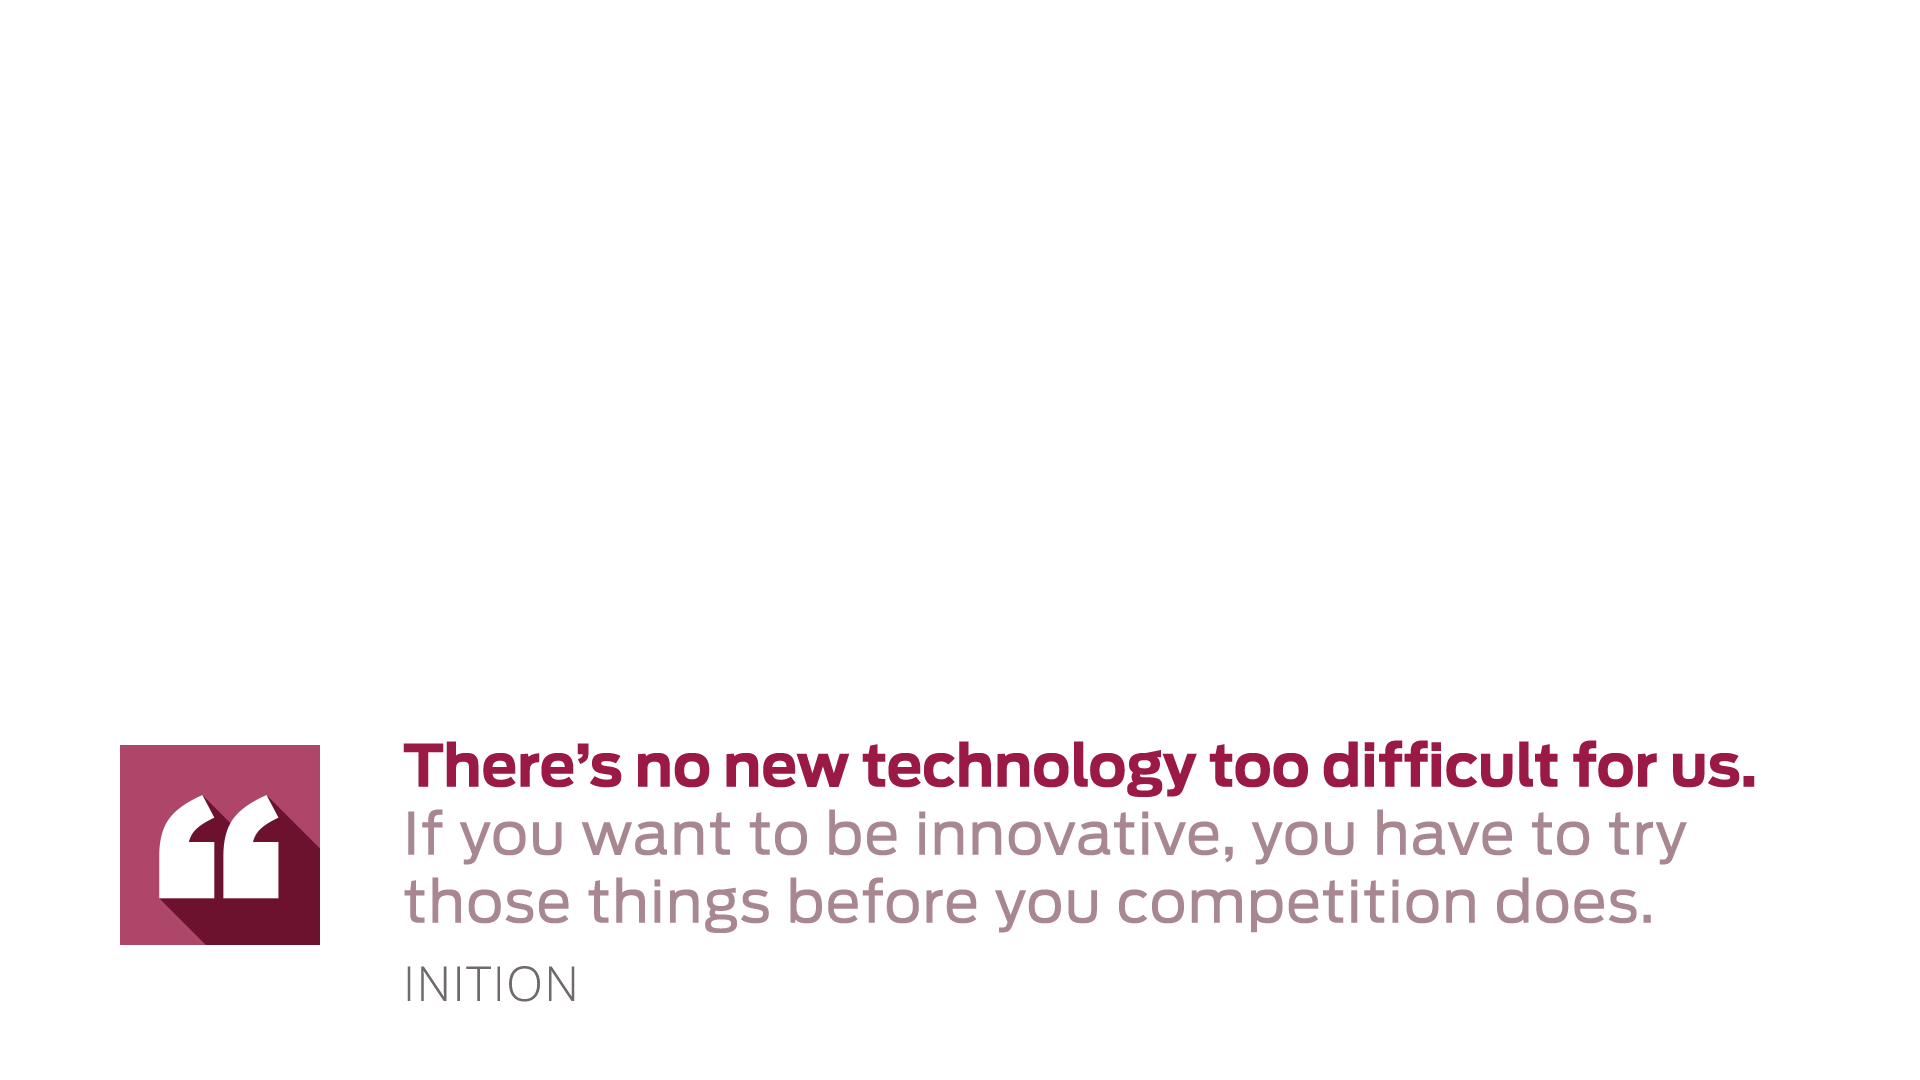 There’s no new technology too difficult for us.
If you want to be innovative, you have to try
those things before you competition does.
INITION